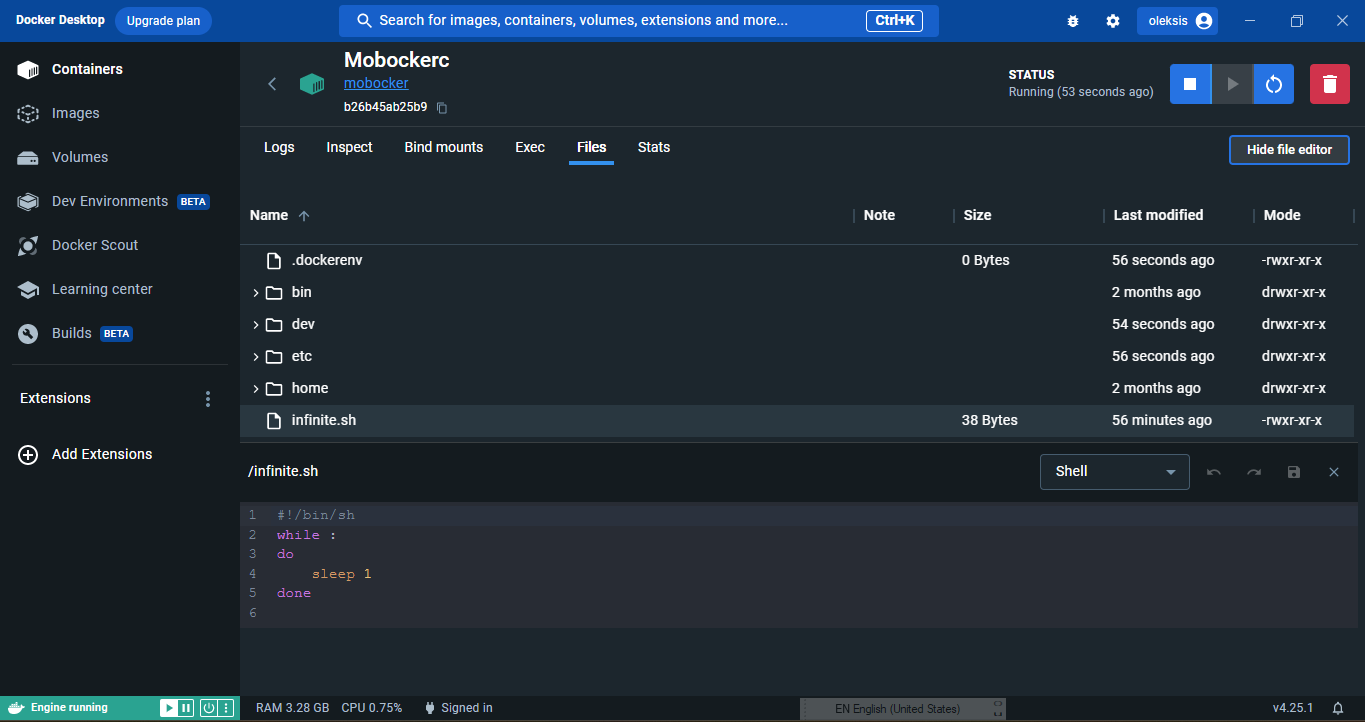 Docker Desktop Upgrade plan Search for images, containers, volumes, extensions and more... Ctrl+K oleksis
Containers
Images
Volumes
Dev Environments BETA
Docker Scout
Learning center
Builds BETA
Extensions
Add Extensions
Mobockerc
mobocker
b26b45ab25b9
STATUS
Running (53 seconds ago)
Logs Inspect Bind mounts Exec Files Stats
Hide file editor
Name Note Size Last modified Mode
.dockerenv 0 Bytes 56 seconds ago -rwxr-xr-x
bin 2 months ago drwxr-xr-x
dev 54 seconds ago drwxr-xr-x
etc 56 seconds ago drwxr-xr-x
home 2 months ago drwxr-xr-x
infinite.sh 38 Bytes 56 minutes ago -rwxr-xr-x
/infinite.sh Shell
1 #!/bin/sh
2 while :
3 do
4 sleep 1
5 done
6
Engine running RAM 3.28 GB CPU 0.75% Signed in EN English (United States) v4.25.1